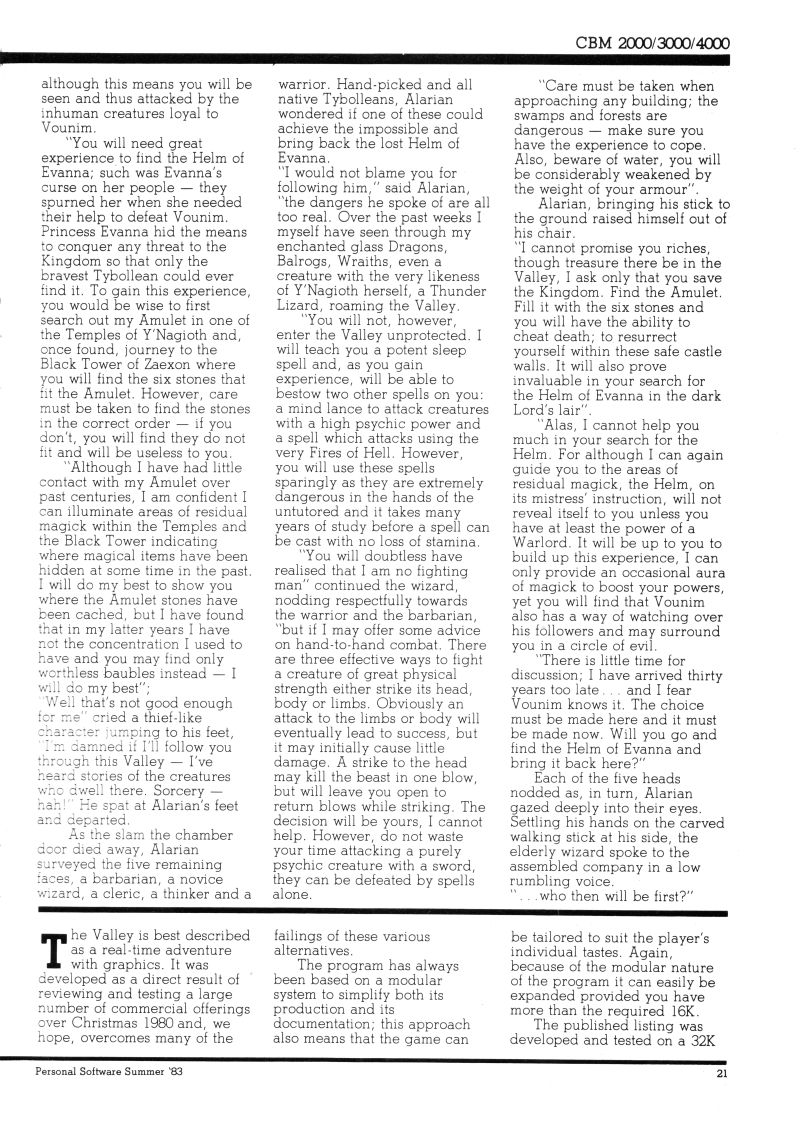 CBM 2000/3000/4000
although this means you will be
seen and thus attacked by the
inhuman creatures loyal to
Vounim.
"You will need great
experience to find the Helm of
Evanna; such was Evanna's
curse on her people — they
spurned her when she needed
their help to defeat Vounim.
Princess Evanna hid the means
to conquer any threat to the
Kingdom so that only the
bravest Tybollean could ever
find it. To gain this experience,
you would be wise to first
search out my Amulet in one of
the Temples of Y'Nagioth and,
once found, journey to the
Black Tower of Zaexon where
you will find the six stones that
fit the Amulet. However, care
must be taken to find the stones
in the correct order — if you
don't, you will find they do not
fit and will be useless to you.
"Although I have had little
contact with my Amulet over
past centuries, I am confident I
can illuminate areas of residual
magick within the Temples and
the Black Tower indicating
where magical items have been
hidden at some time in the past.
I will do my best to show you
where the Amulet stones have
been cached, but I have found
that in my latter years I have
not the concentration I used to
have and you may find only
worthless baubles instead — I
will do my best";
"Well that's not good enough
for me" cried a thief-like
character jumping to his feet,
"I'm damned if I'll follow you
through this Valley — I've
heard stories of the creatures
who dwell there. Sorcery —
hah!" He spat at Alarian's feet
and departed.
As the slam the chamber
door died away, Alarian
surveyed the five remaining
faces, a barbarian, a novice
wizard, a cleric, a thinker and a
warrior. Hand-picked and all
native Tybolleans, Alarian
wondered if one of these could
achieve the impossible and
bring back the lost Helm of
Evanna.
"I would not blame you for
following him," said Alarian,
"the dangers he spoke of are all
too real. Over the past weeks I
myself have seen through my
enchanted glass Dragons,
Balrogs, Wraiths, even a
creature with the very likeness
of Y'Nagioth herself, a Thunder
Lizard, roaming the Valley.
"You will not, however,
enter the Valley unprotected. I
will teach you a potent sleep
spell and, as you gain
experience, will be able to
bestow two other spells on you:
a mind lance to attack creatures
with a high psychic power and
a spell which attacks using the
very Fires of Hell. However,
you will use these spells
sparingly as they are extremely
dangerous in the hands of the
untutored and it takes many
years of study before a spell can
be cast with no loss of stamina.
"You will doubtless have
realised that I am no fighting
man" continued the wizard,
nodding respectfully towards
the warrior and the barbarian,
"but if I may offer some advice
on hand-to-hand combat. There
are three effective ways to fight
a creature of great physical
strength either strike its head,
body or limbs. Obviously an
attack to the limbs or body will
eventually lead to success, but
it may initially cause little
damage. A strike to the head
may kill the beast in one blow,
but will leave you open to
return blows while striking. The
decision will be yours, I cannot
help. However, do not waste
your time attacking a purely
psychic creature with a sword,
they can be defeated by spells
alone.
"Care must be taken when
approaching any building; the
swamps and forests are
dangerous — make sure you
have the experience to cope.
Also, beware of water, you will
be considerably weakened by
the weight of your armour".
Alarian, bringing his stick to
the ground raised himself out of
his chair.
"I cannot promise you riches,
though treasure there be in the
Valley, I ask only that you save
the Kingdom. Find the Amulet.
Fill it with the six stones and
you will have the ability to
cheat death; to resurrect
yourself within these safe castle
walls. It will also prove
invaluable in your search for
the Helm of Evanna in the dark
Lord's lair".
"Alas, I cannot help you
much in your search for the
Helm. For although I can again
guide you to the areas of
residual magick, the Helm, on
its mistress' instruction, will not
reveal itself to you unless you
have at least the power of a
Warlord. It will be up to you to
build up this experience, I can
only provide an occasional aura
of magick to boost your powers,
yet you will find that Vounim
also has a way of watching over
his followers and may surround
you in a circle of evil.
"There is little time for
discussion; I have arrived thirty
years too late... and I fear
Vounim knows it. The choice
must be made here and it must
be made now. Will you go and
find the Helm of Evanna and
bring it back here?"
Each of the five heads
nodded as, in turn, Alarian
gazed deeply into their eyes.
Settling his hands on the carved
walking stick at his side, the
elderly wizard spoke to the
assembled company in a low
rumbling voice.
"...who then will be first?"
The Valley is best described
as a real-time adventure
with graphics. It was
developed as a direct result of
reviewing and testing a large
number of commercial offerings
over Christmas 1980 and, we
hope, overcomes many of the
failings of these various
alternatives.
The program has always
been based on a modular
system to simplify both its
production and its
documentation; this approach
also means that the game can
be tailored to suit the player's
individual tastes. Again,
because of the modular nature
of the program it can easily be
expanded provided you have
more than the required 16K.
The published listing was
developed and tested on a 32K
Personal Software Summer '83
21